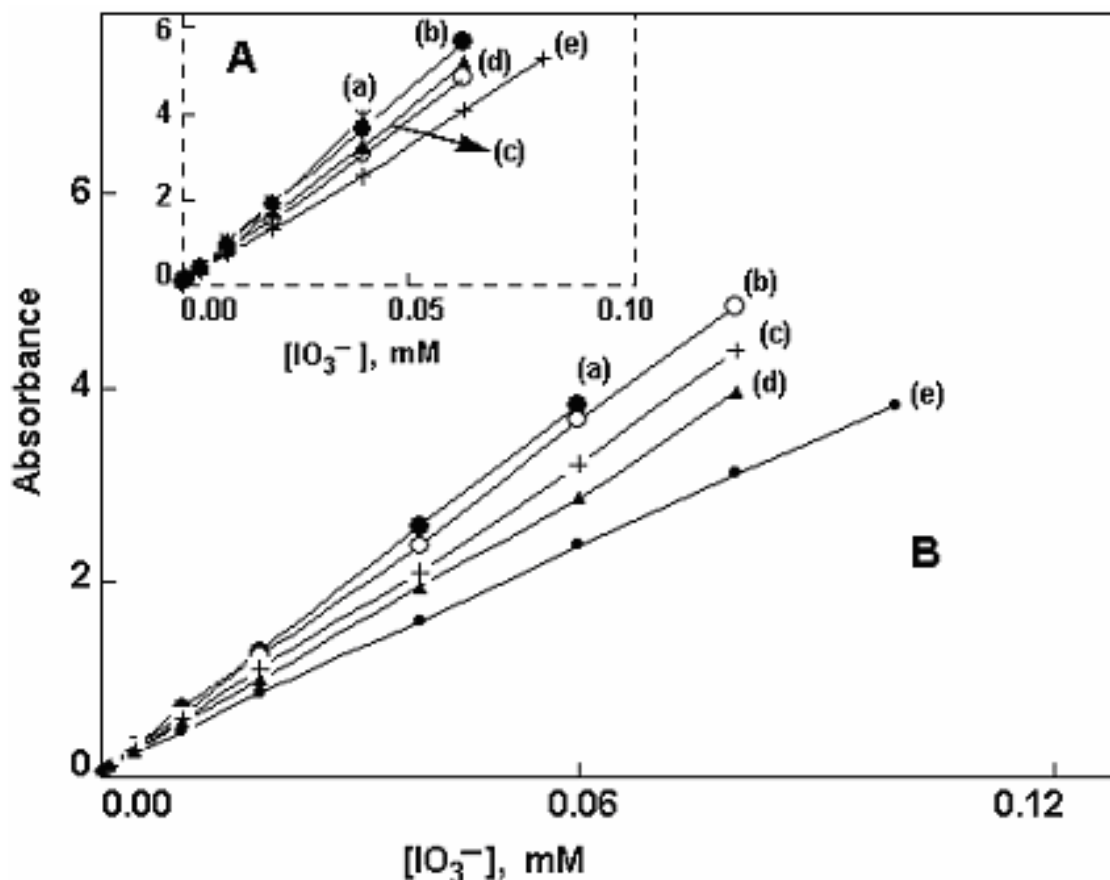 6
A
(b)
(e)
(d)
(a)
4
(c)
2
0
0.00
0.05
0.10
[IO₃⁻], mM
6
Absorbance
(b)
(c)
(a)
(d)
(e)
4
B
2
0
0.00
0.06
0.12
[IO₃⁻], mM